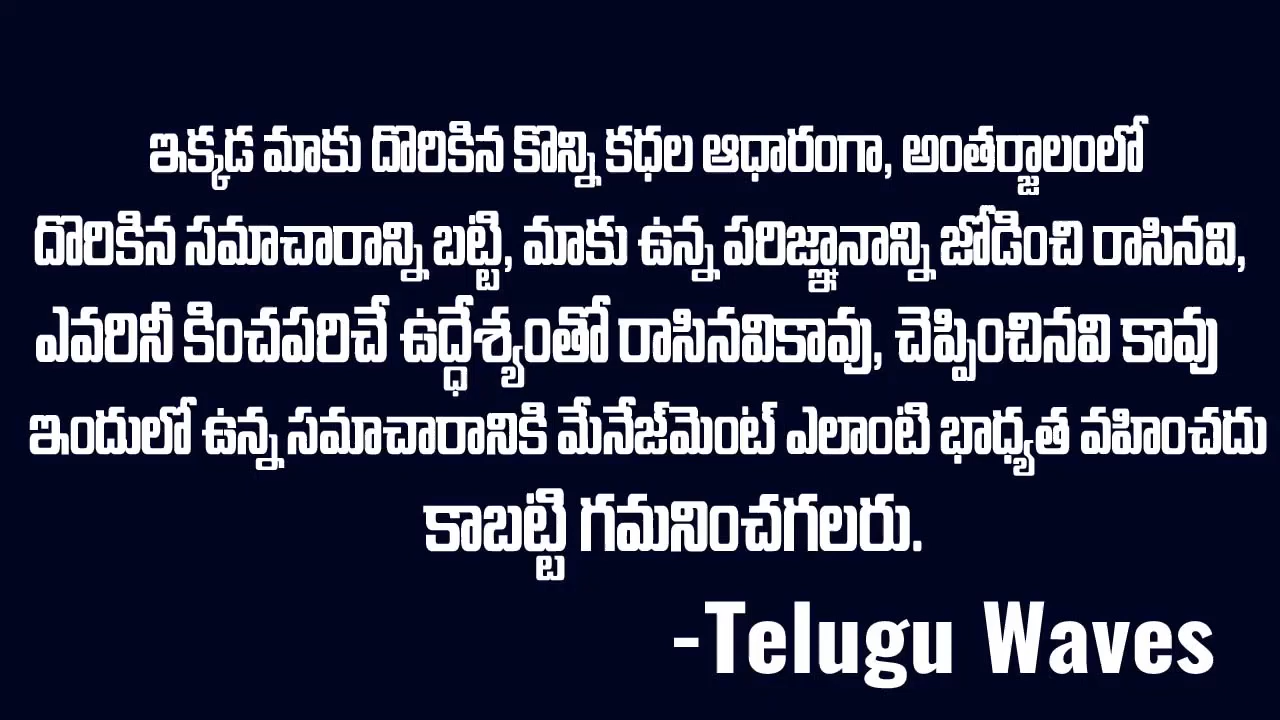 ఇక్కడ మాకు దొరికిన కొన్ని కధల ఆధారంగా, అంతర్జాలంలో
దొరికిన సమాచారాన్ని బట్టి, మాకు ఉన్న పరిజ్ఞానాన్ని జోడించి రాసినవి,
ఎవరినీ కించపరిచే ఉద్ధేశ్యంతో రాసినవికావు, చెప్పించినవి కావు
ఇందులో ఉన్న సమాచారానికి మేనేజ్‌మెంట్ ఎలాంటి భాధ్యత వహించదు
కాబట్టి గమనించగలరు.
-Telugu Waves